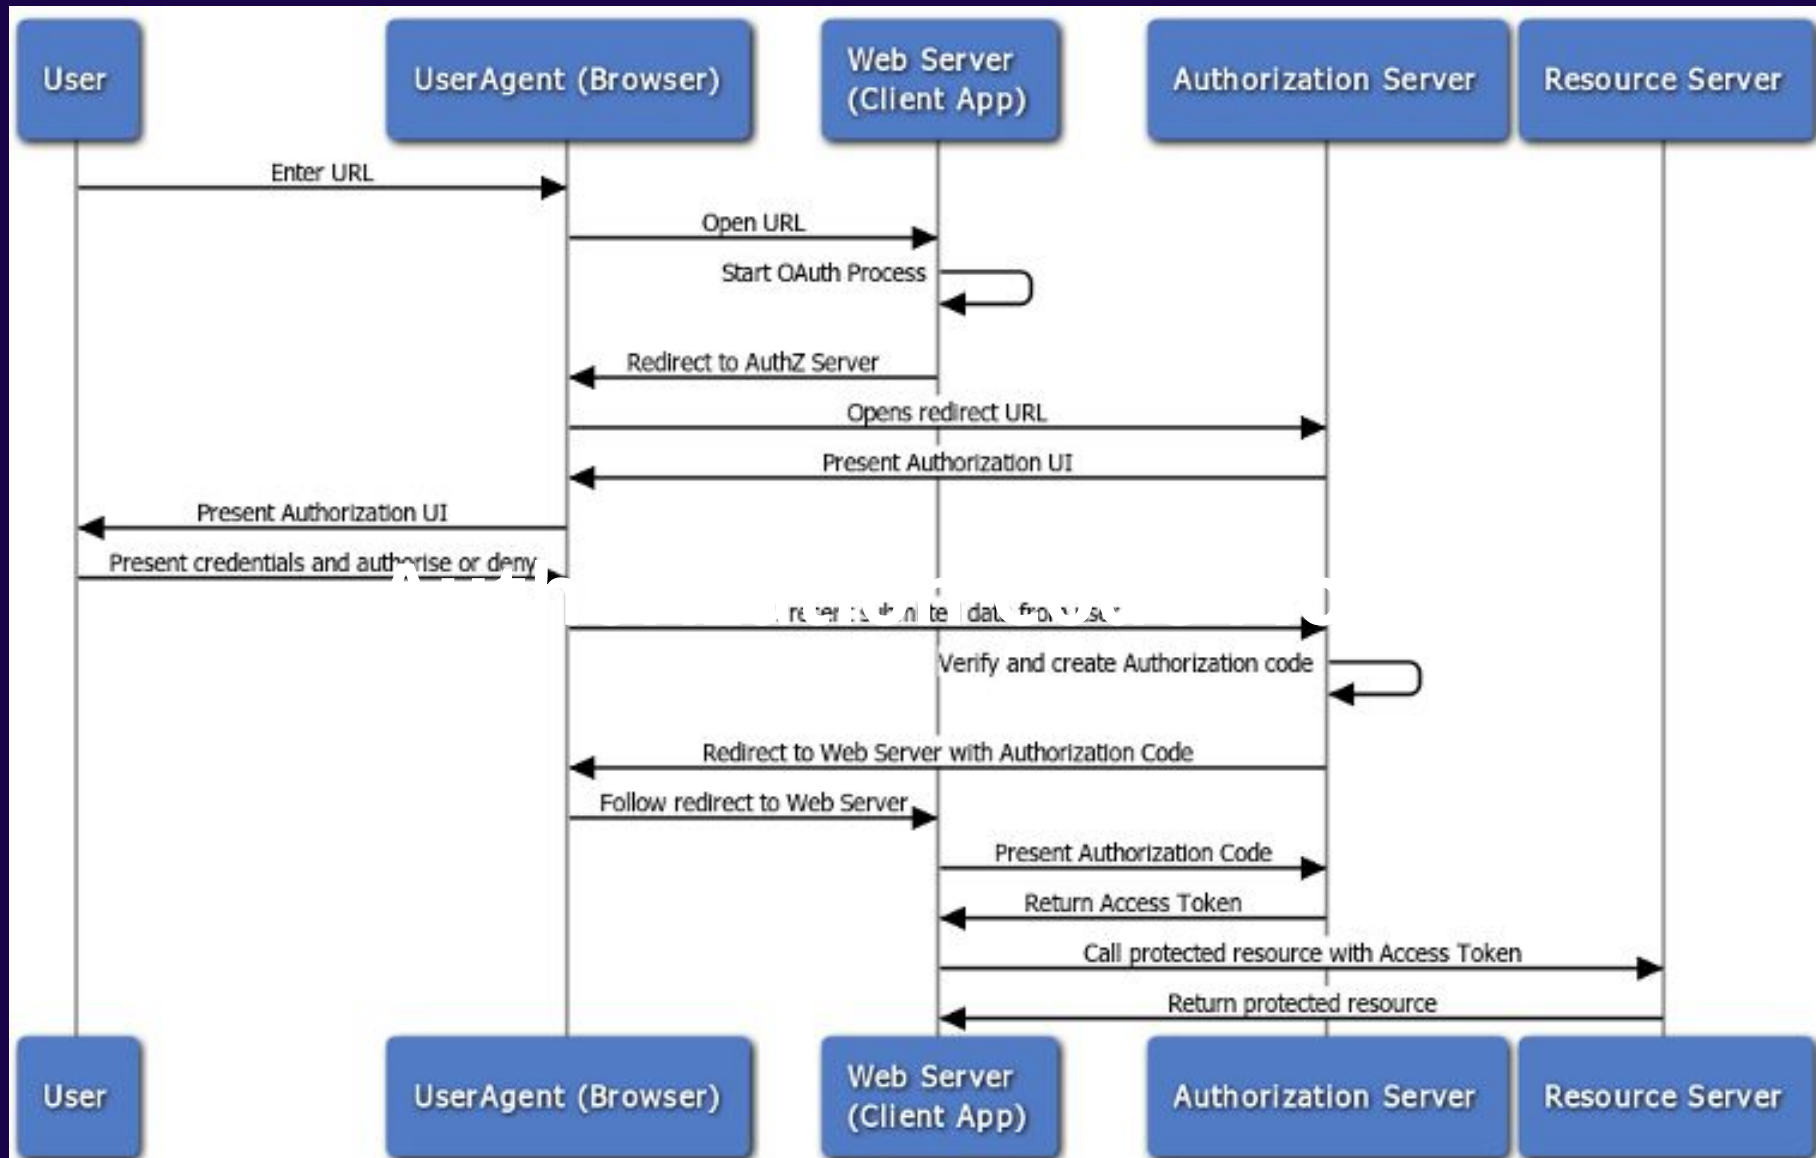 User
UserAgent (Browser)
Web Server
(Client App)
Authorization Server
Resource Server
Enter URL
Open URL
Start OAuth Process
Redirect to AuthZ Server
Opens redirect URL
Present Authorization UI
Present Authorization UI
Present credentials and authorise or deny
Verify and create Authorization code
Redirect to Web Server with Authorization Code
Follow redirect to Web Server
Present Authorization Code
Return Access Token
Call protected resource with Access Token
Return protected resource
User
UserAgent (Browser)
Web Server
(Client App)
Authorization Server
Resource Server